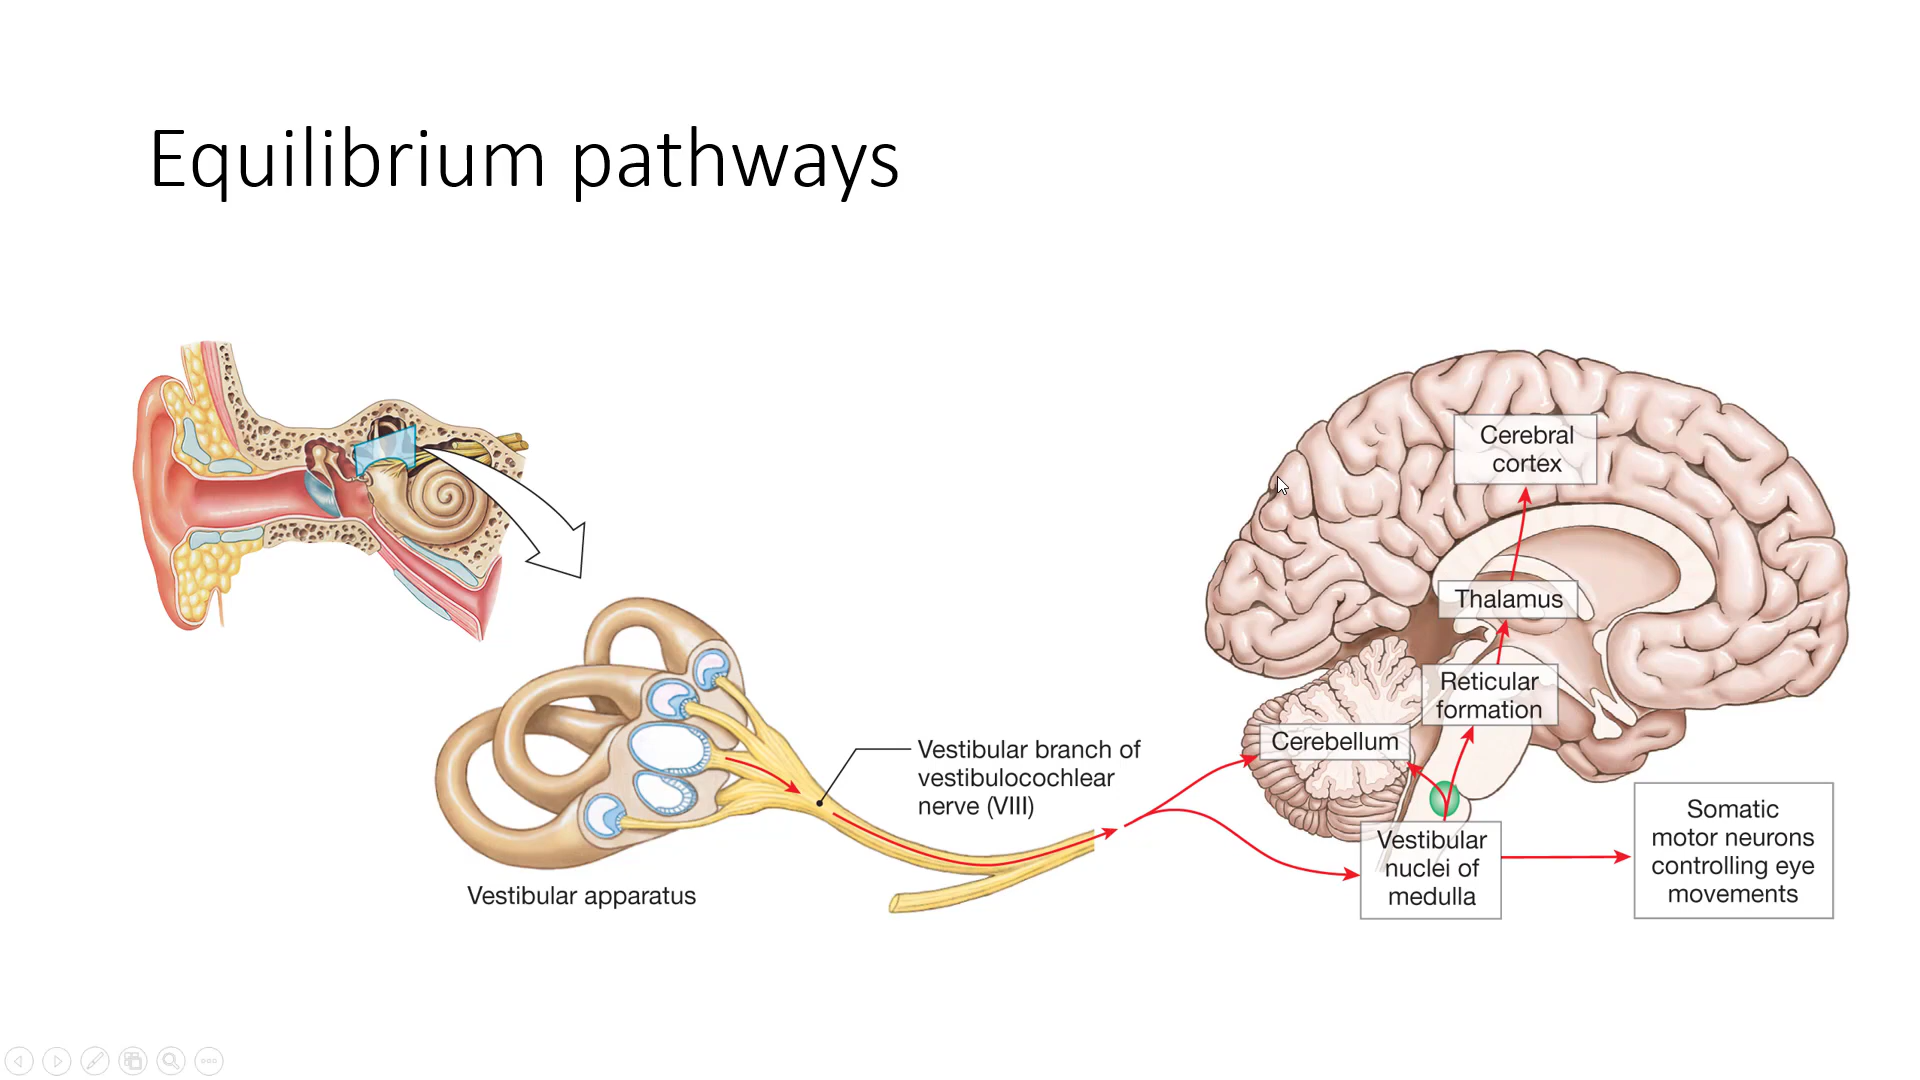 Equilibrium pathways
Cerebral
cortex
Thalamus
Reticular
formation
Cerebellum
Vestibular branch of
vestibulocochlear
nerve (VIII)
Vestibular
nuclei of
medulla
Somatic
motor neurons
controlling eye
movements
Vestibular apparatus